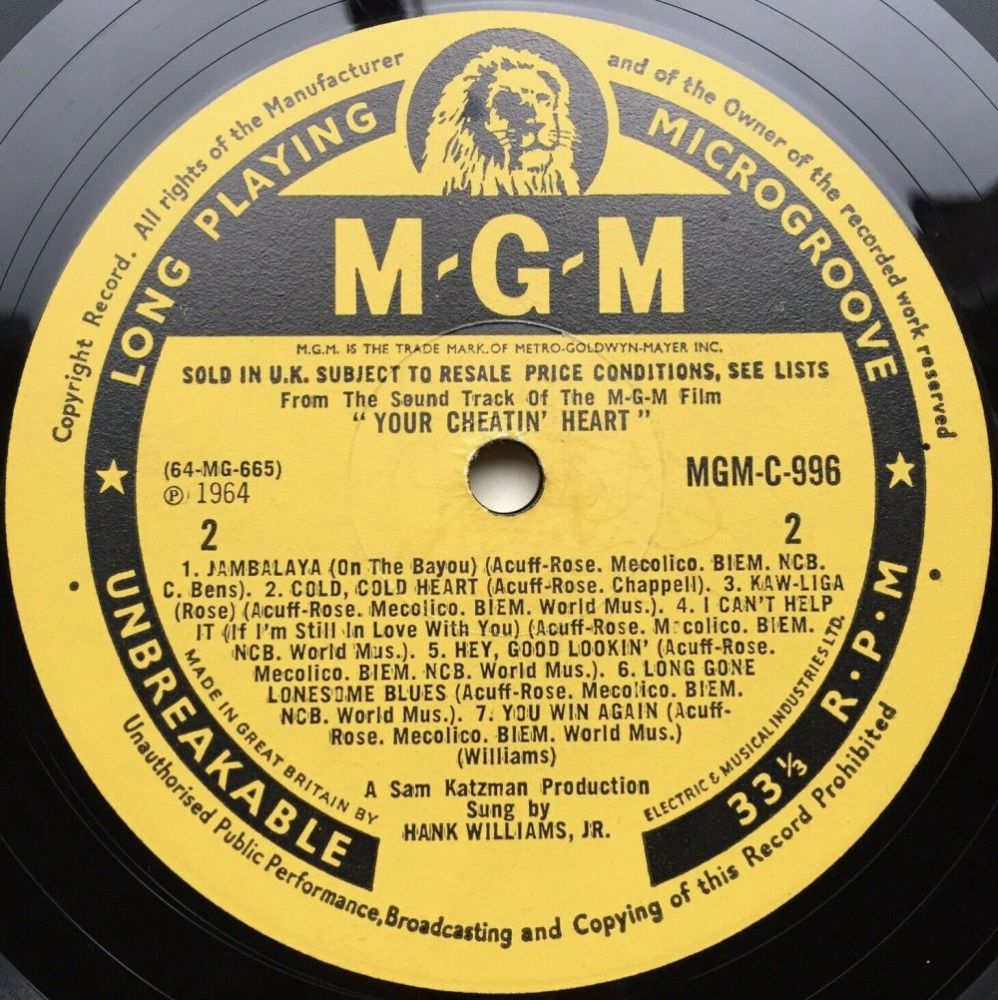 Copyright Record. All rights of the Manufacturer
and of the Owner of the recorded work reserved
LONG PLAYING
MICROGROOVE
M-G-M
M.G.M. IS THE TRADE MARK. OF METRO-GOLDWYN-MAYER INC.
SOLD IN U.K. SUBJECT TO RESALE PRICE CONDITIONS, SEE LISTS
From The Sound Track Of The M-G-M Film
"YOUR CHEATIN' HEART"
(64-MG-665)
℗ 1964
MGM-C-996
2
2
1. JAMBALAYA (On The Bayou) (Acuff-Rose. Mecolico. BIEM. NCB.
C. Bens). 2. COLD, COLD HEART (Acuff-Rose. Chappell). 3. KAW-LIGA
(Rose) (Acuff-Rose. Mecolico. BIEM. World Mus.). 4. I CAN'T HELP
IT (If I'm Still In Love With You) (Acuff-Rose. Mecolico. BIEM.
NCB. World Mus.). 5. HEY, GOOD LOOKIN' (Acuff-Rose.
Mecolico. BIEM. NCB. World Mus.). 6. LONG GONE
LONESOME BLUES (Acuff-Rose. Mecolico. BIEM.
NCB. World Mus.). 7. YOU WIN AGAIN (Acuff-
Rose. Mecolico. BIEM. World Mus.)
(Williams)
A Sam Katzman Production
Sung by
HANK WILLIAMS, JR.
MADE IN GREAT BRITAIN BY
ELECTRIC & MUSICAL INDUSTRIES LTD.
UNBREAKABLE
33⅓ R·P·M
Unauthorised Public Performance, Broadcasting and Copying of this Record Prohibited